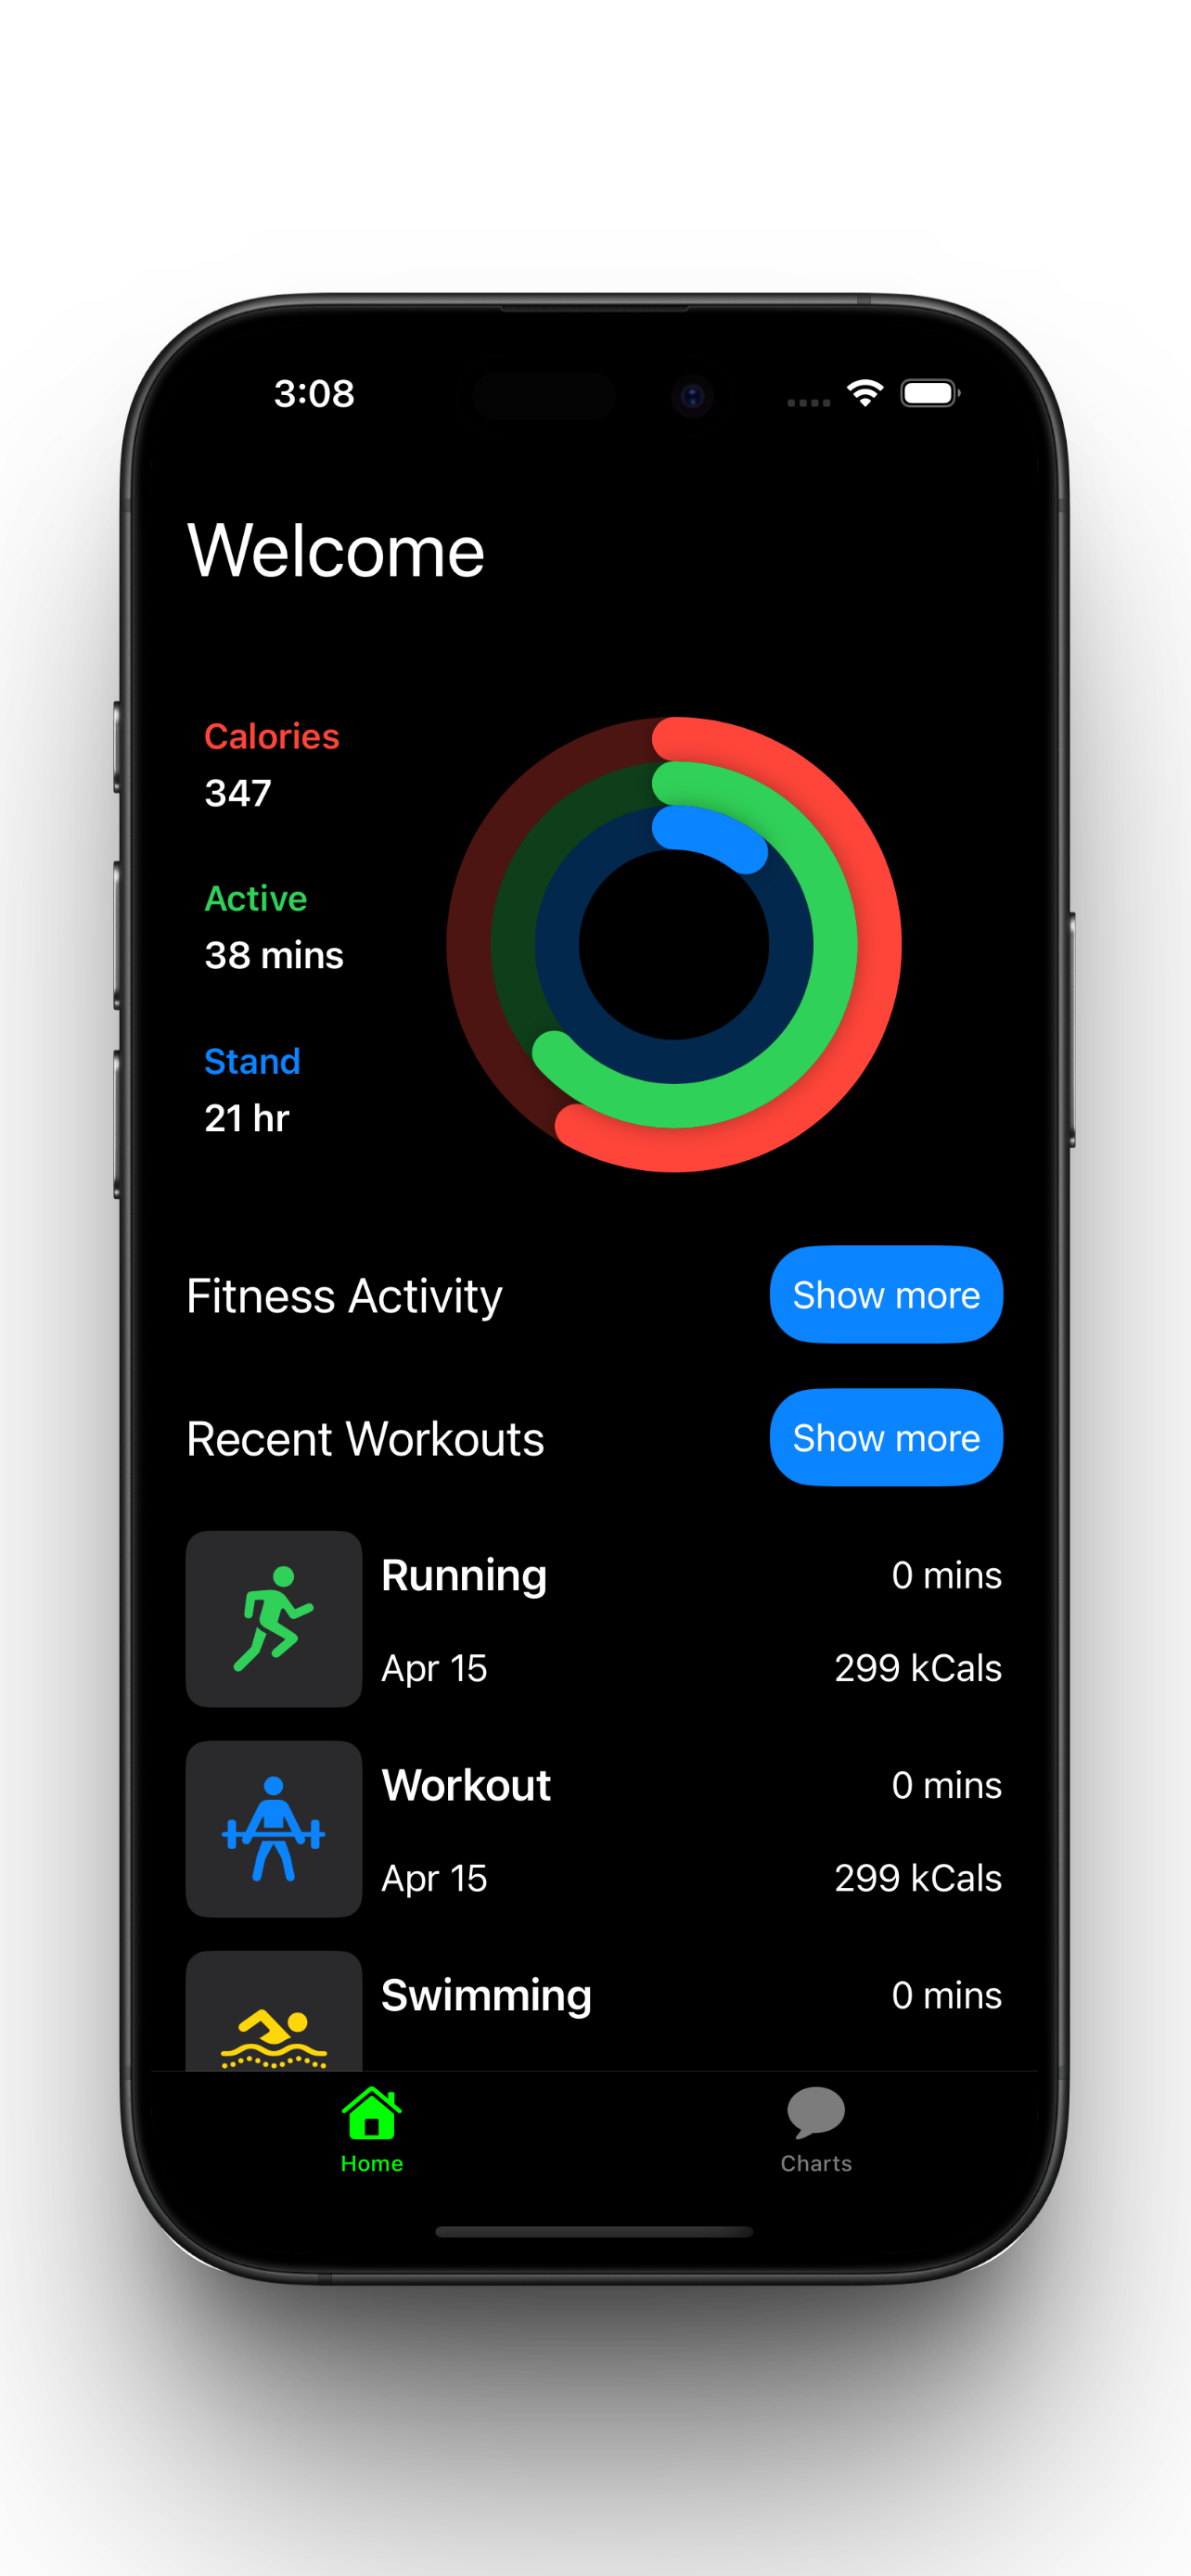 3:08
Welcome
Calories
347
Active
38 mins
Stand
21 hr
Fitness Activity
Show more
Recent Workouts
Show more
Running
0 mins
Apr 15
299 kCals
Workout
0 mins
Apr 15
299 kCals
Swimming
0 mins
Home
Charts